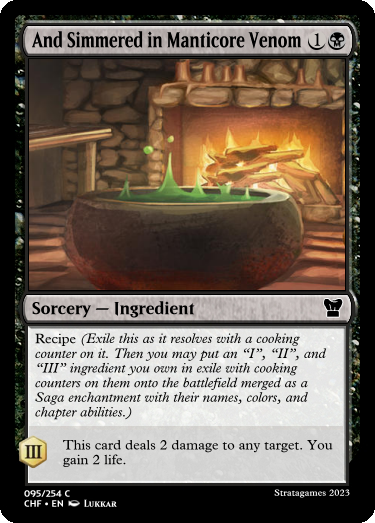 And Simmered in Manticore Venom 1
Sorcery — Ingredient
Recipe (Exile this as it resolves with a cooking
counter on it. Then you may put an “I”, “II”, and
“III” ingredient you own in exile with cooking
counters on them onto the battlefield merged as a
Saga enchantment with their names, colors, and
chapter abilities.)
III This card deals 2 damage to any target. You
gain 2 life.
095/254 C
CHF • EN Lukkar
Stratagames 2023